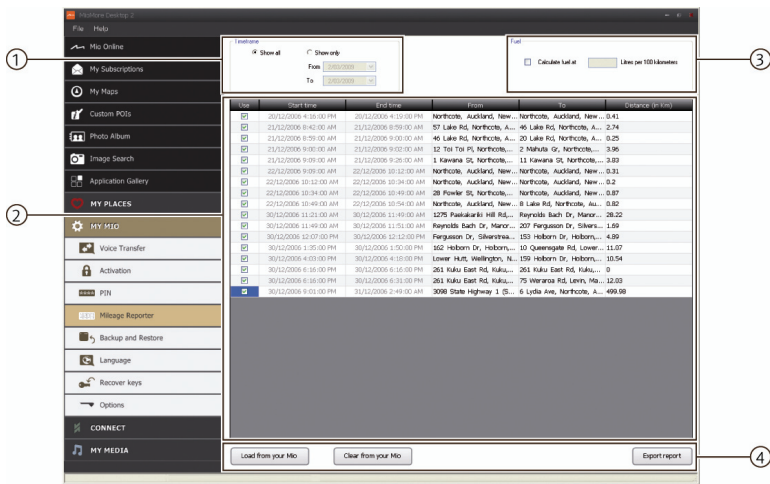 MioMore Desktop 2
File Help
Mio Online
My Subscriptions
My Maps
Custom POIs
Photo Album
Image Search
Application Gallery
MY PLACES
MY MIO
Voice Transfer
Activation
PIN
Mileage Reporter
Backup and Restore
Language
Recover keys
Options
CONNECT
MY MEDIA
1
2
3
4
Timeframe
Show all Show only
From 2/03/2009
To 2/03/2009
Fuel
Calculate fuel at Litres per 100 kilometers
Use Start time End time From To Distance (in Km)
20/12/2006 4:16:00 PM 20/12/2006 4:19:00 PM Northcote, Auckland, New... Northcote, Auckland, New... 0.41
21/12/2006 8:42:00 AM 21/12/2006 8:59:00 AM 57 Lake Rd, Northcote, A... 46 Lake Rd, Northcote, A... 2.74
21/12/2006 8:59:00 AM 21/12/2006 9:00:00 AM 46 Lake Rd, Northcote, A... 20 Lake Rd, Northcote, A... 0.25
21/12/2006 9:00:00 AM 21/12/2006 9:02:00 AM 12 Toi Toi Pl, Northcote,... 2 Mahuta Gr, Northcote,... 3.96
21/12/2006 9:09:00 AM 21/12/2006 9:26:00 AM 1 Kawana St, Northcote,... 11 Kawana St, Northcote,... 3.83
22/12/2006 9:09:00 AM 22/12/2006 10:12:00 AM Northcote, Auckland, New... Northcote, Auckland, New... 0.31
22/12/2006 10:12:00 AM 22/12/2006 10:34:00 AM Northcote, Auckland, New... Northcote, Auckland, New... 0.2
22/12/2006 10:34:00 AM 22/12/2006 10:49:00 AM 28 Fowler St, Northcote,... Northcote, Auckland, New... 0.87
22/12/2006 10:49:00 AM 22/12/2006 10:54:00 AM Northcote, Auckland, New... 8 Lake Rd, Northcote, Au... 0.82
30/12/2006 11:21:00 AM 30/12/2006 11:49:00 AM 1275 Paekakariki Hill Rd,... Reynolds Bach Dr, Manor... 28.22
30/12/2006 11:49:00 AM 30/12/2006 11:51:00 AM Reynolds Bach Dr, Manor... 207 Fergusson Dr, Silvers... 1.69
30/12/2006 12:07:00 PM 30/12/2006 12:12:00 PM Fergusson Dr, Silverstrea... 153 Holborn Dr, Holborn,... 4.89
30/12/2006 1:35:00 PM 30/12/2006 1:50:00 PM 162 Holborn Dr, Holborn,... 10 Queensgate Rd, Lower... 11.07
30/12/2006 4:03:00 PM 30/12/2006 4:18:00 PM Lower Hutt, Wellington, N... 159 Holborn Dr, Holborn,... 10.54
30/12/2006 6:16:00 PM 30/12/2006 6:16:00 PM 261 Kuku East Rd, Kuku,... 261 Kuku East Rd, Kuku,... 0
30/12/2006 6:16:00 PM 30/12/2006 6:31:00 PM 261 Kuku East Rd, Kuku,... 75 Weraroa Rd, Levin, Ma... 12.03
30/12/2006 9:01:00 PM 31/12/2006 2:49:00 AM 3098 State Highway 1 (S... 6 Lydia Ave, Northcote, A... 499.98
Load from your Mio Clear from your Mio Export report